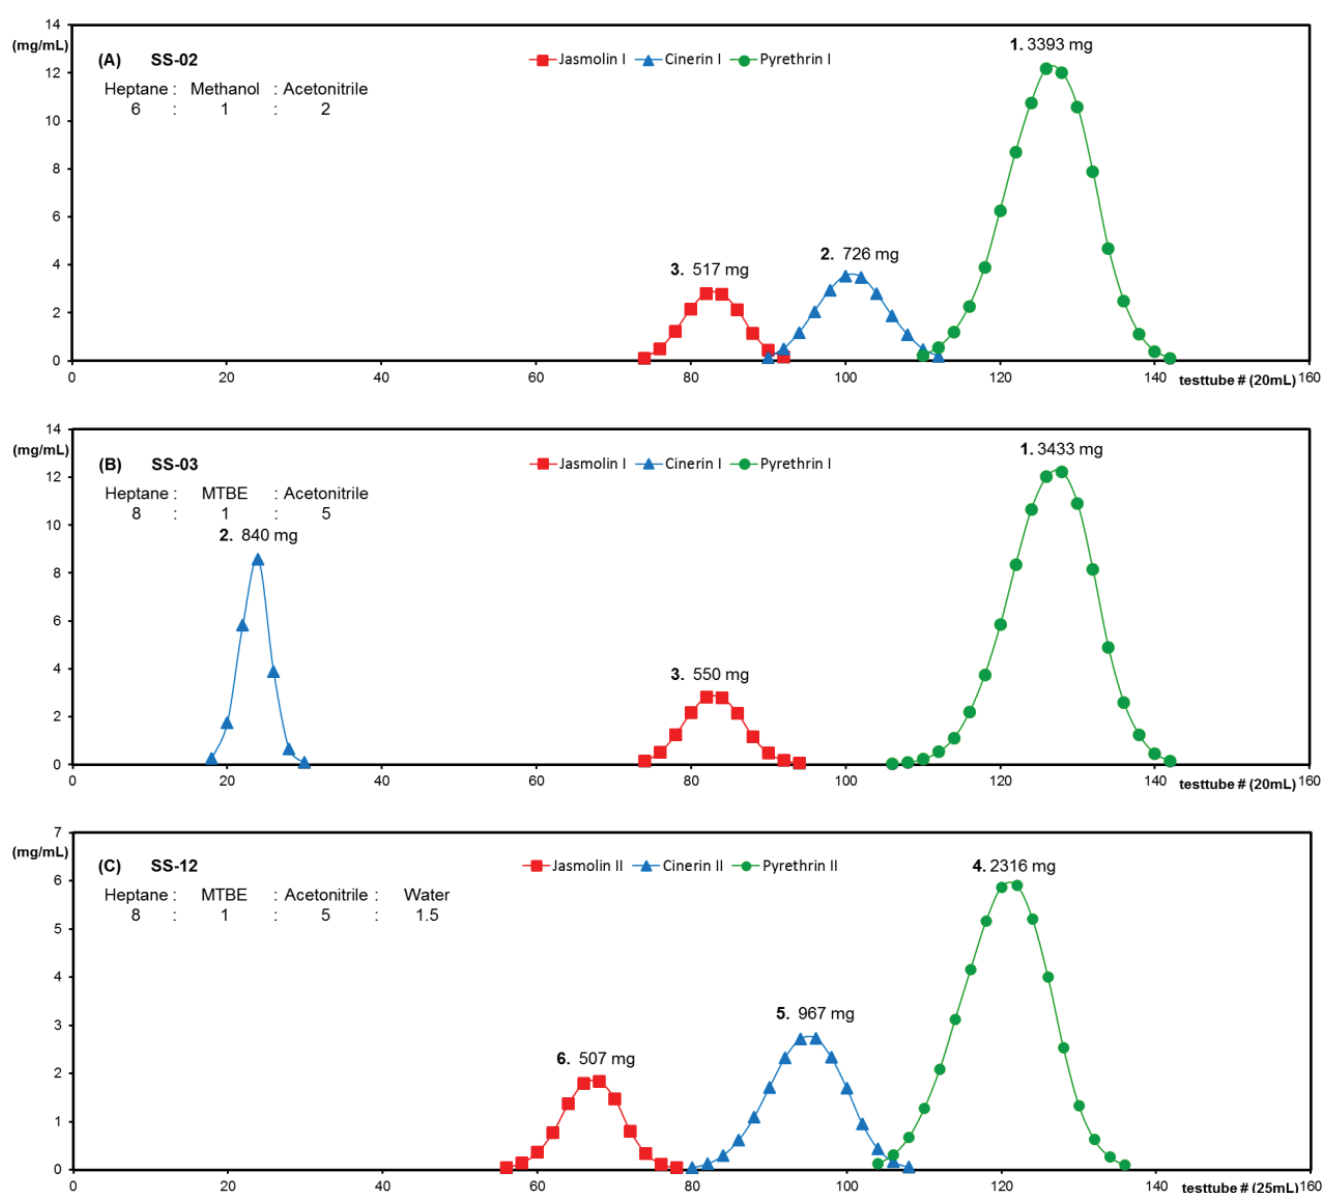 14
(mg/mL)
(A) SS-02
Jasmolin I Cinerin I Pyrethrin I
1. 3393 mg
Heptane : Methanol : Acetonitrile
6 : 1 : 2
12
10
8
6
4
2
0
3. 517 mg
2. 726 mg
0 20 40 60 80 100 120 140 testtube # (20mL) 160
14
(mg/mL)
(B) SS-03
Jasmolin I Cinerin I Pyrethrin I
1. 3433 mg
Heptane : MTBE : Acetonitrile
8 : 1 : 5
2. 840 mg
12
10
8
6
4
2
0
3. 550 mg
0 20 40 60 80 100 120 140 testtube # (20mL) 160
7
(mg/mL)
(C) SS-12
Jasmolin II Cinerin II Pyrethrin II
4. 2316 mg
Heptane : MTBE : Acetonitrile : Water
8 : 1 : 5 : 1.5
6
5
4
3
2
1
0
5. 967 mg
6. 507 mg
0 20 40 60 80 100 120 140 testtube # (25mL) 160